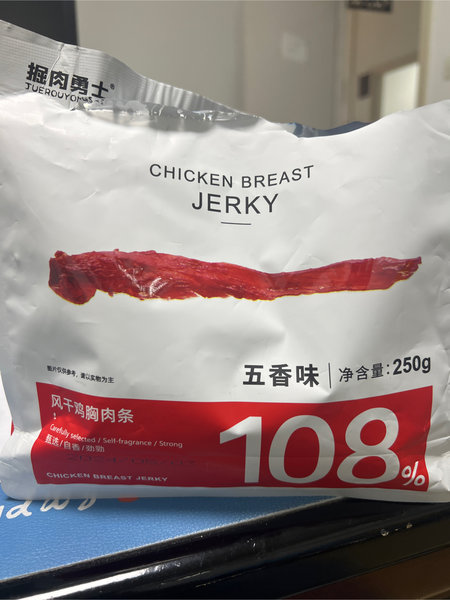 掘肉勇士®
CHICKEN BREAST
JERKY
图片仅供参考，请以实物为主
五香味 | 净含量: 250g
风干鸡胸肉条
Carefully selected / Self-fragrance / Strong
甄选/自香/劲劲
108%
CHICKEN BREAST JERKY